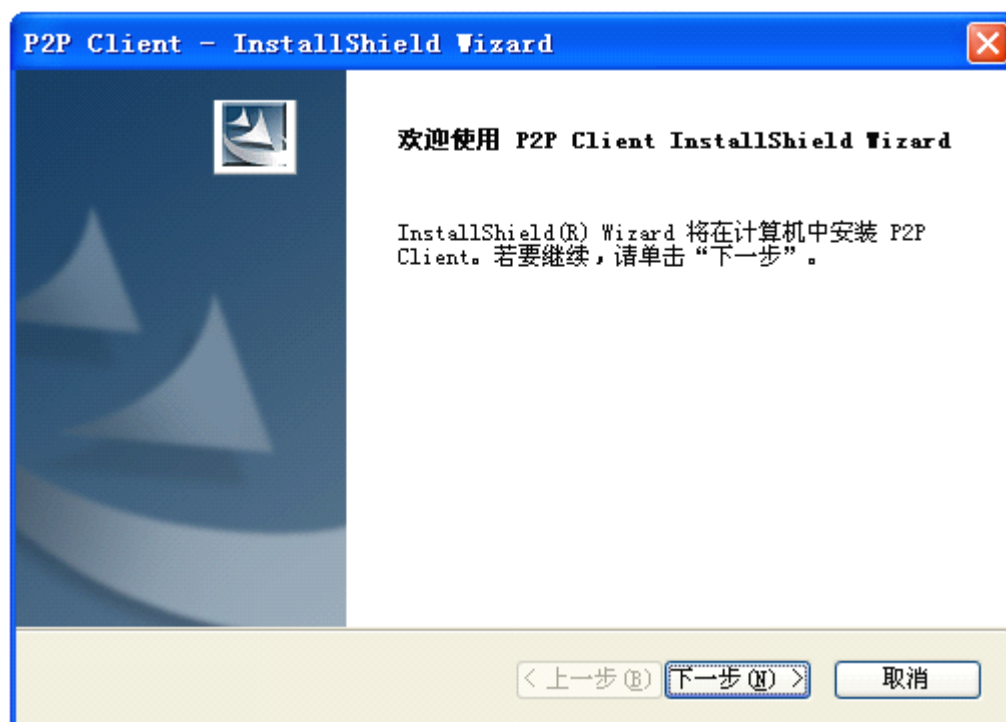 P2P Client - InstallShield Wizard
欢迎使用 P2P Client InstallShield Wizard
InstallShield(R) Wizard 将在计算机中安装 P2P
Client。若要继续，请单击“下一步”。
< 上一步(B) 下一步(N) > 取消